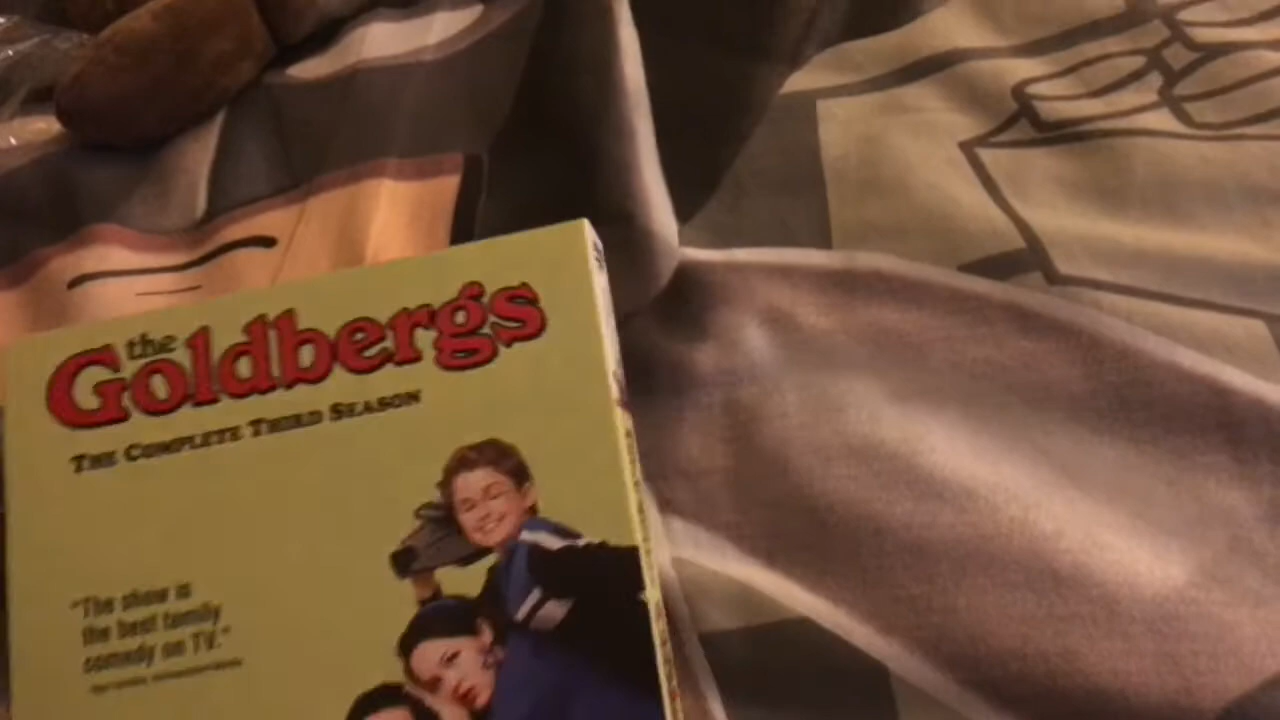 the
Goldbergs
THE COMPLETE THIRD SEASON
"The show is
the best family
comedy on TV."